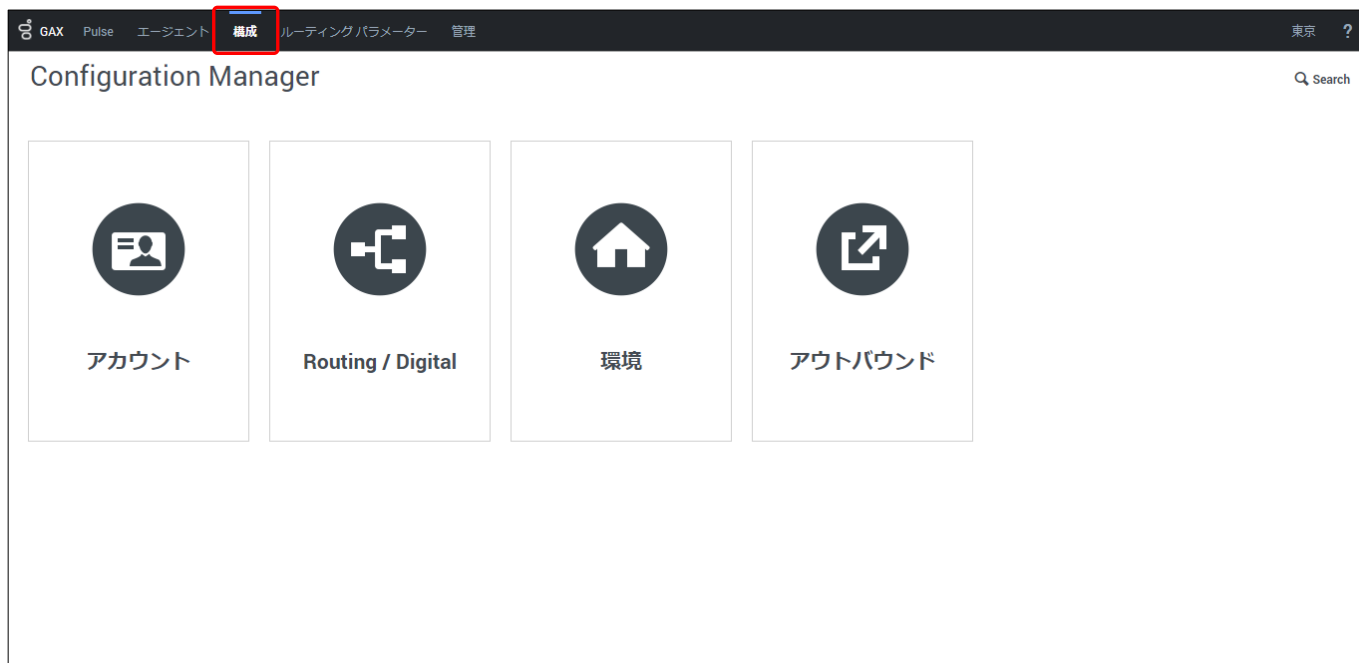 GAX Pulse エージェント 構成 ルーティング パラメーター 管理 東京 ?
Configuration Manager
Search
アカウント
Routing / Digital
環境
アウトバウンド